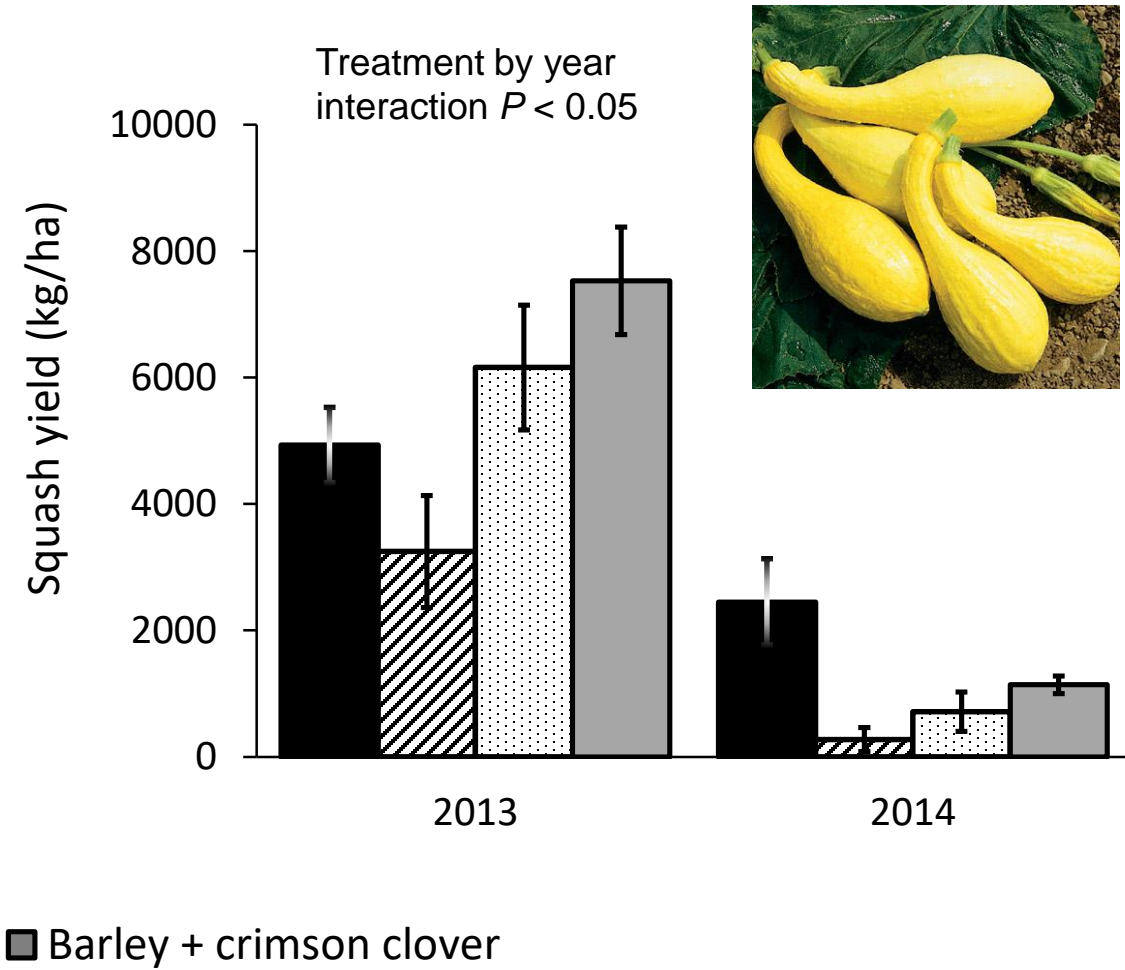 Treatment by year
interaction P < 0.05
10000
8000
6000
4000
2000
0
Squash yield (kg/ha)
2013
2014
Barley + crimson clover